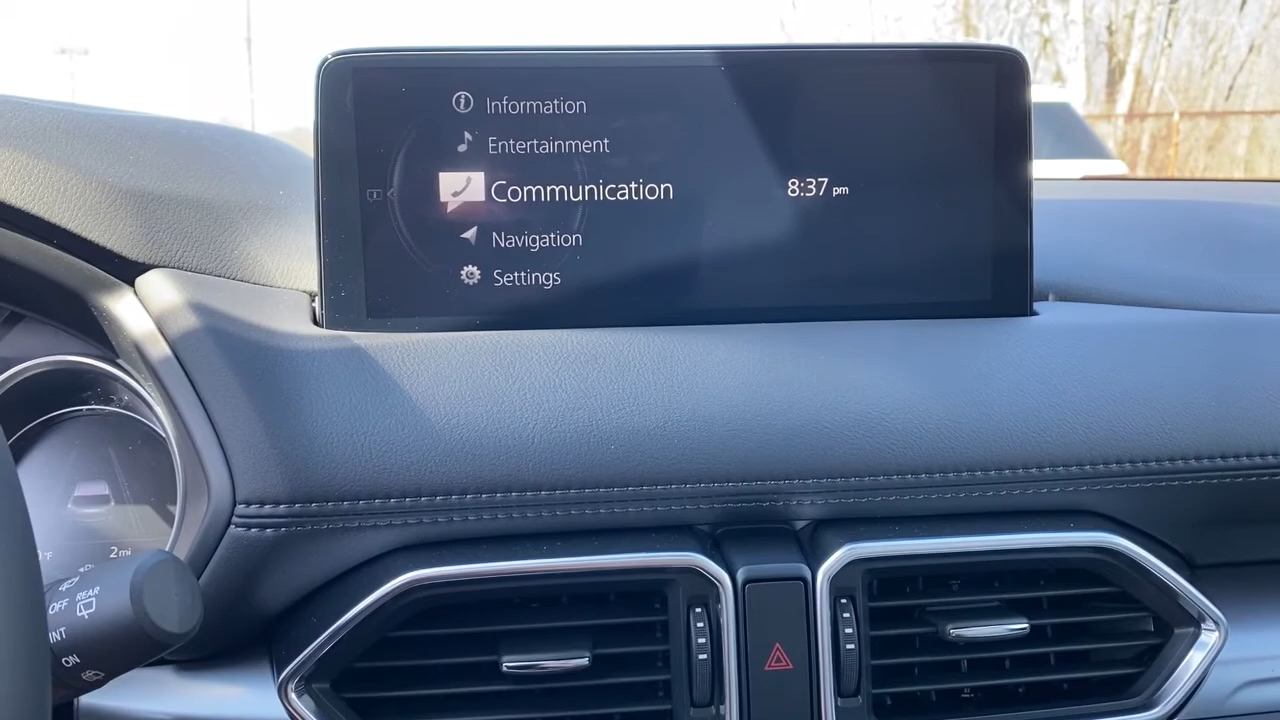 Information
Entertainment
Communication
8:37 pm
Navigation
Settings
°F
2 mi
OFF
REAR
INT
ON